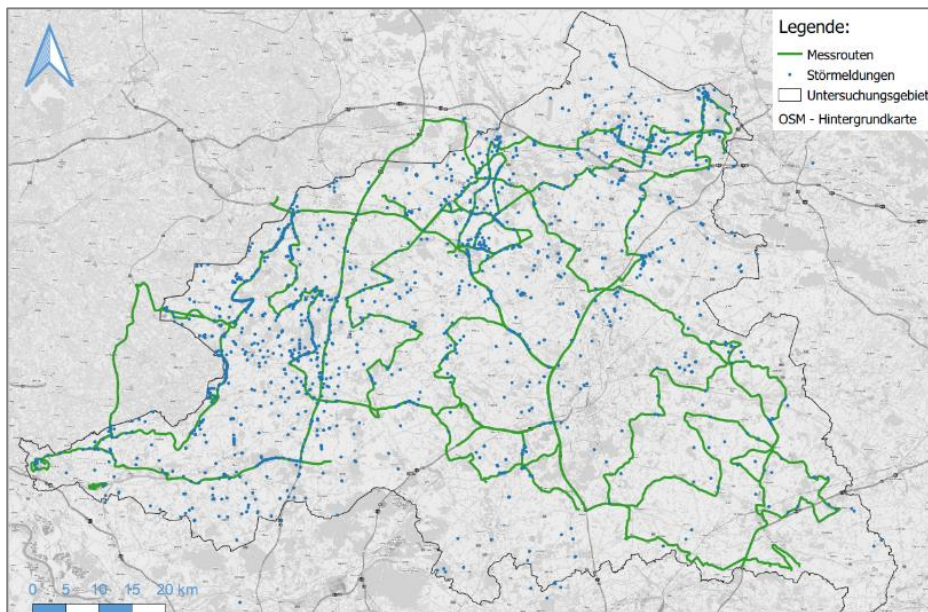 Legende:
Messrouten
Störmeldungen
Untersuchungsgebiet
OSM - Hintergrundkarte
0 5 10 15 20 km